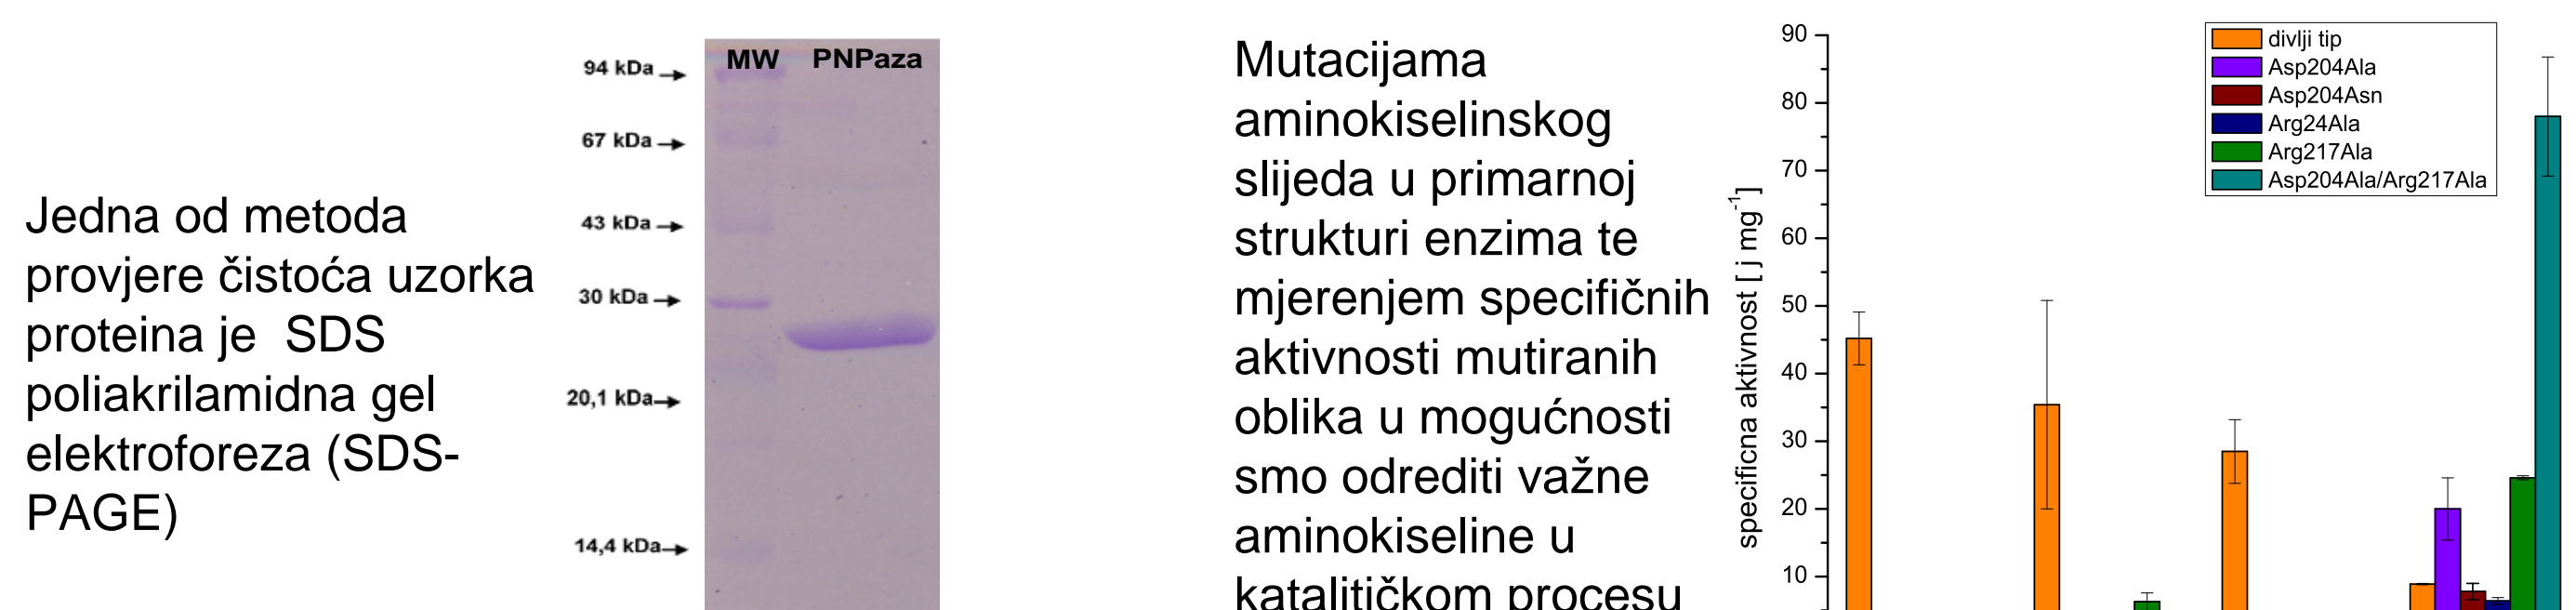 Jedna od metoda
provjere čistoća uzorka
proteina je  SDS
poliakrilamidna gel
elektroforeza (SDS-
PAGE)
MW PNPaza
94 kDa
67 kDa
43 kDa
30 kDa
20,1 kDa
14,4 kDa
Mutacijama
aminokiselinskog
slijeda u primarnoj
strukturi enzima te
mjerenjem specifičnih
aktivnosti mutiranih
oblika u mogućnosti
smo odrediti važne
aminokiseline u
katalitičkom procesu
specificna aktivnost [ j mg⁻¹]
90
80
70
60
50
40
30
20
10
divlji tip
Asp204Ala
Asp204Asn
Arg24Ala
Arg217Ala
Asp204Ala/Arg217Ala